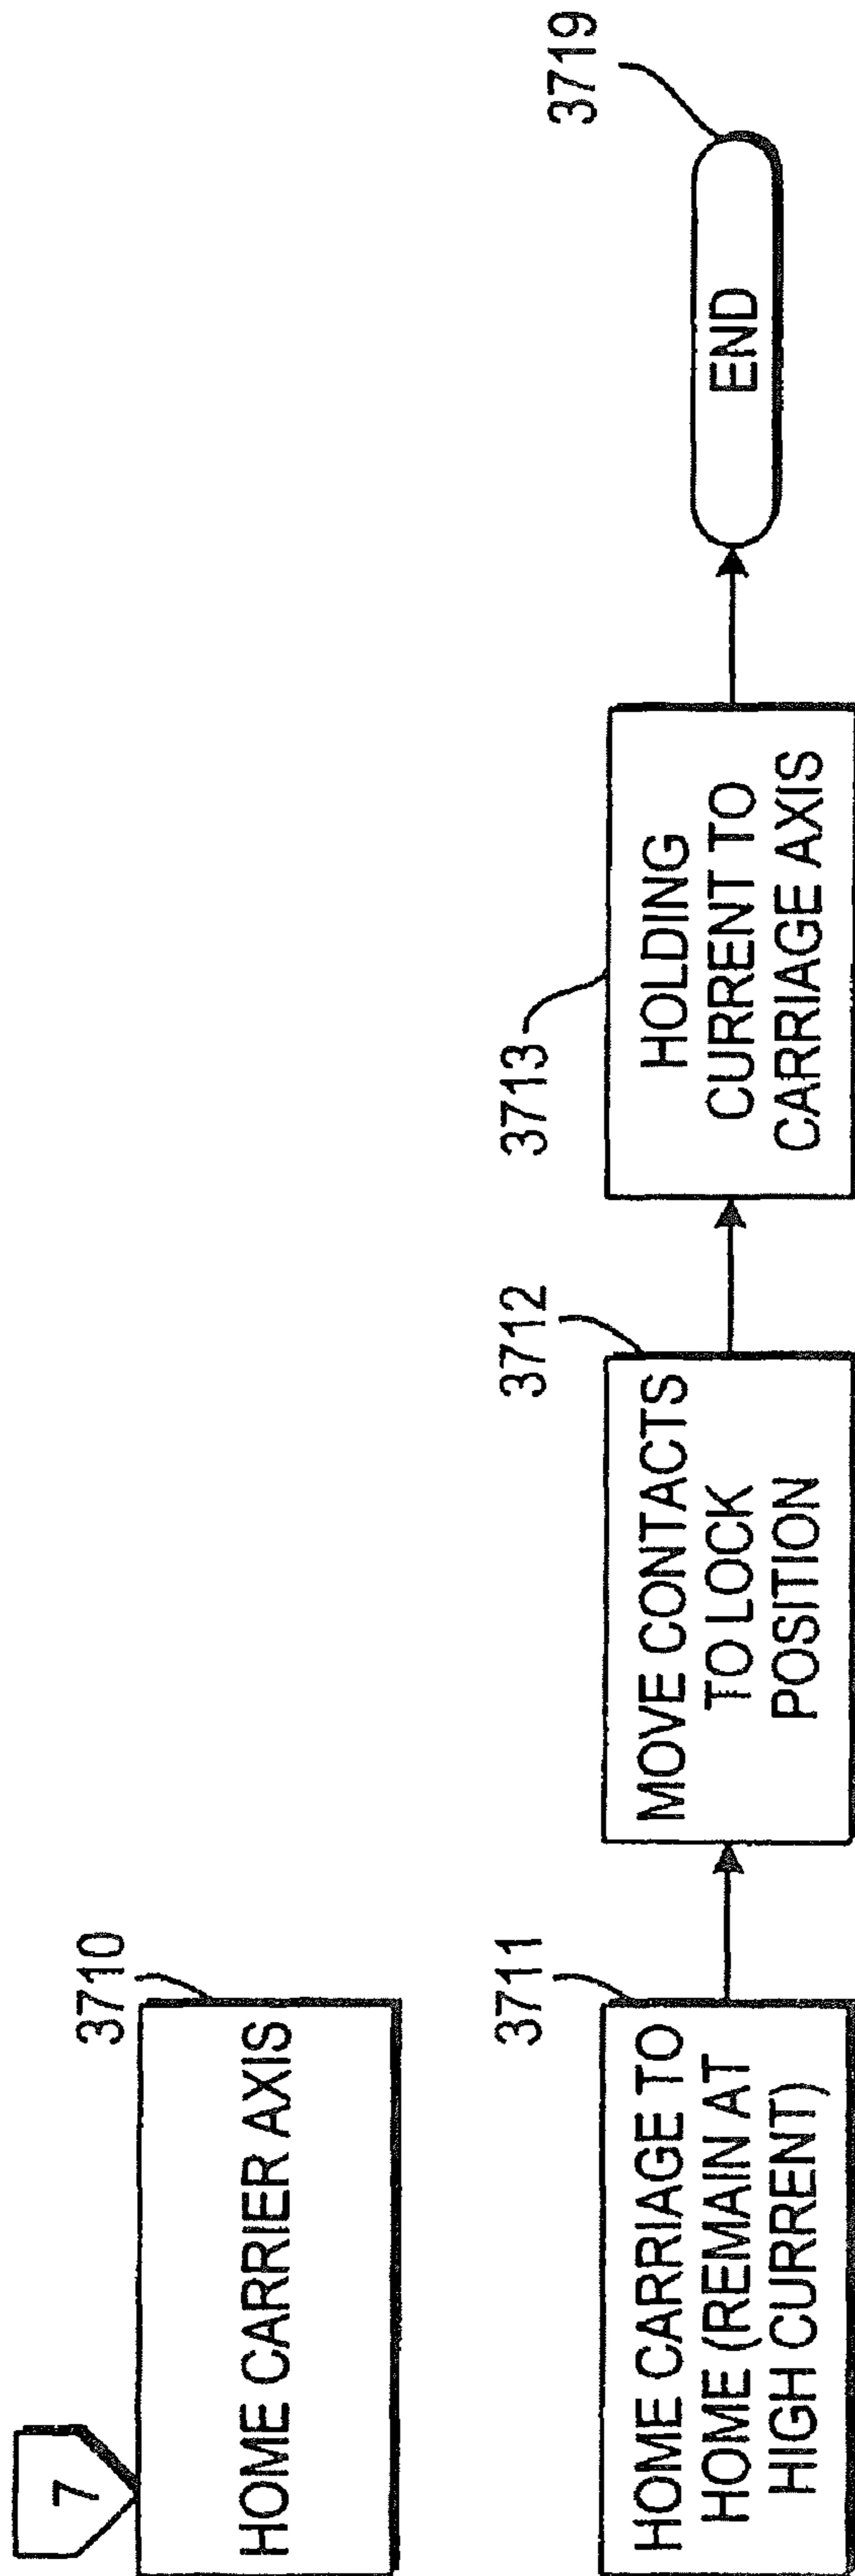 7
3710
HOME CARRIER AXIS
3711
HOME CARRIAGE TO
HOME (REMAIN AT
HIGH CURRENT)
3712
MOVE CONTACTS
TO LOCK
POSITION
3713
HOLDING
CURRENT TO
CARRIAGE AXIS
3719
END